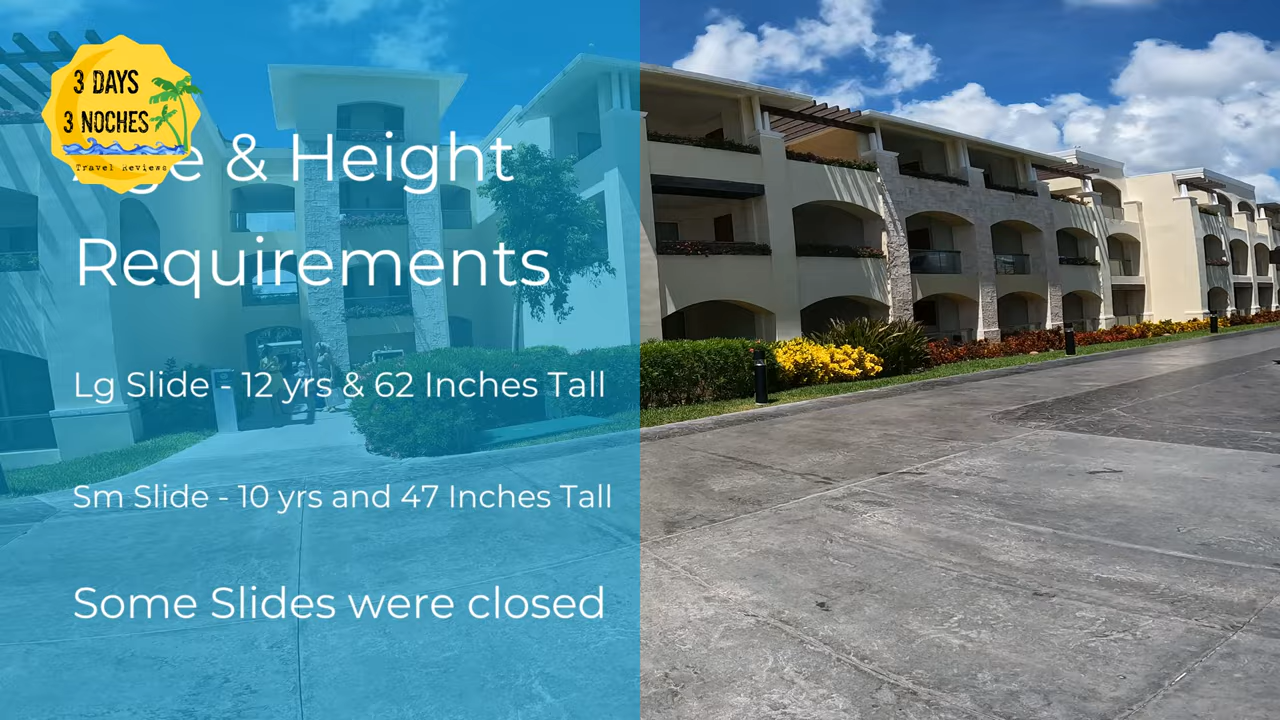 3 DAYS
3 NOCHES
Travel Reviews
& Height
Requirements
Lg Slide - 12 yrs & 62 Inches Tall
Sm Slide - 10 yrs and 47 Inches Tall
Some Slides were closed